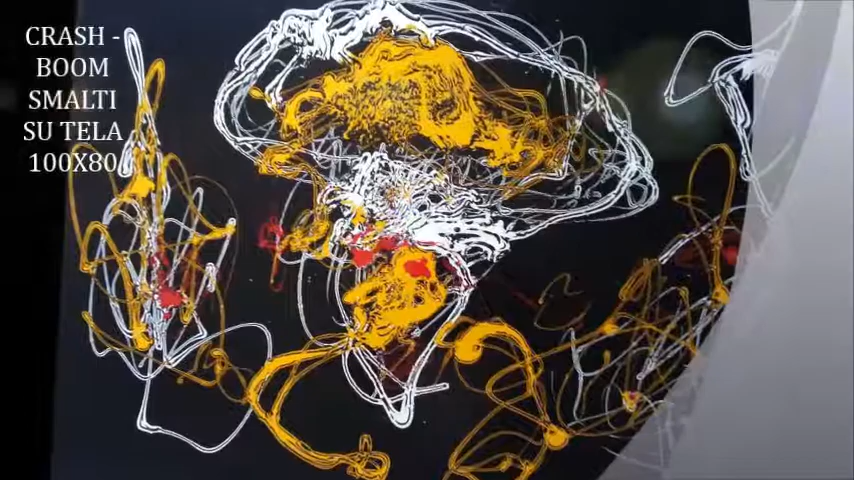 CRASH -
BOOM
SMALTI
SU TELA
100X80